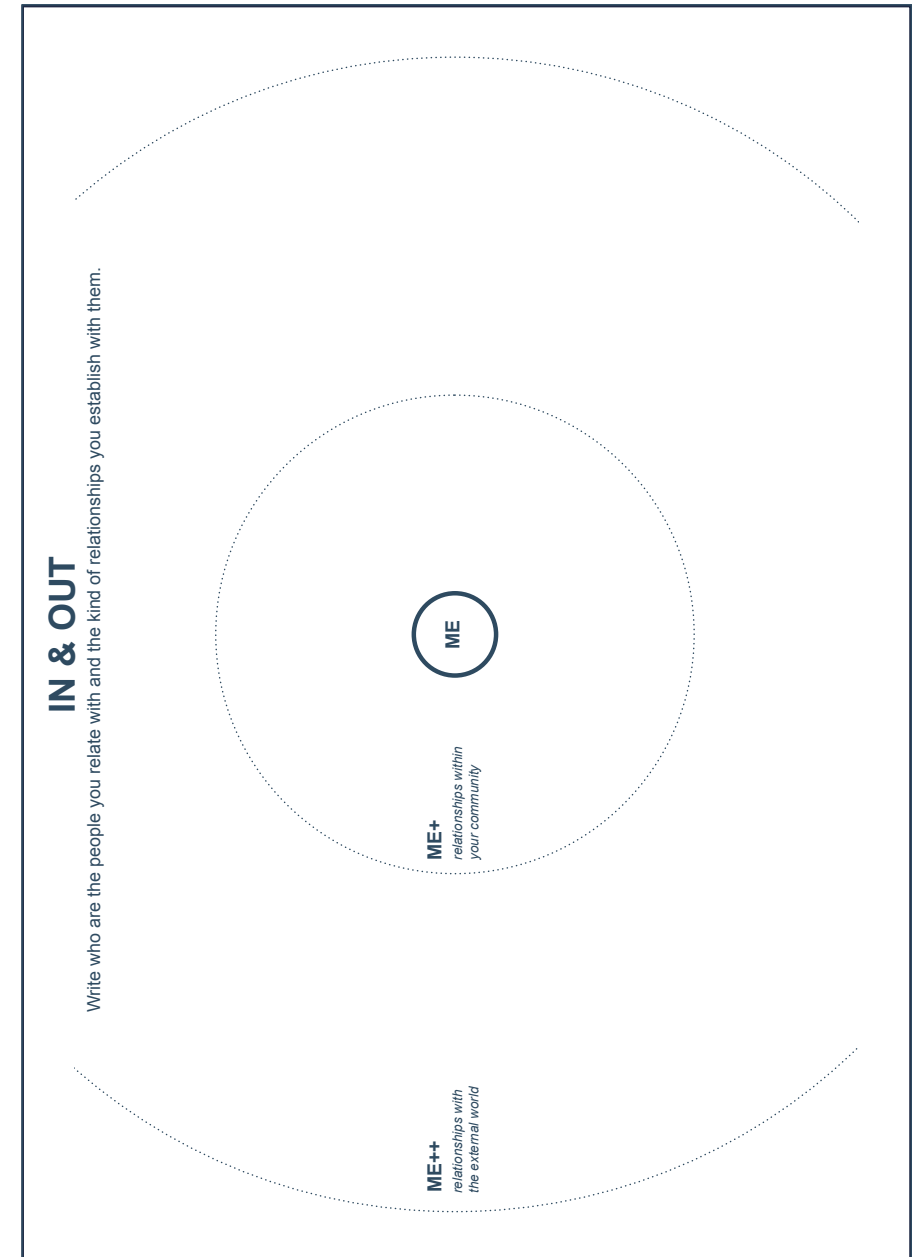 IN & OUT
Write who are the people you relate with and the kind of relationships you establish with them.
ME++
relationships with
the external world
ME+
relationships within
your community
ME